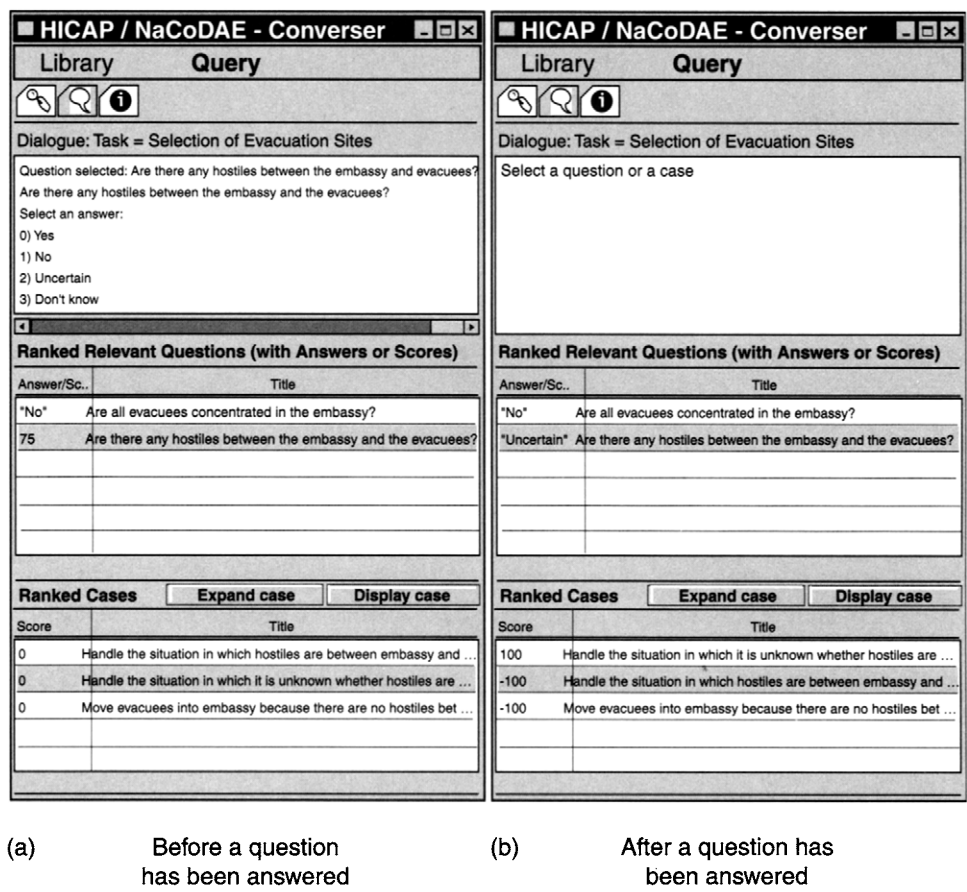 HICAP / NaCoDAE - Converser
Library Query
Dialogue: Task = Selection of Evacuation Sites
Question selected: Are there any hostiles between the embassy and evacuees?
Are there any hostiles between the embassy and the evacuees?
Select an answer:
0) Yes
1) No
2) Uncertain
3) Don't know
Ranked Relevant Questions (with Answers or Scores)
Answer/Sc.. Title
"No" Are all evacuees concentrated in the embassy?
75 Are there any hostiles between the embassy and the evacuees?
Ranked Cases Expand case Display case
Score Title
0 Handle the situation in which hostiles are between embassy and ...
0 Handle the situation in which it is unknown whether hostiles are ...
0 Move evacuees into embassy because there are no hostiles bet ...
(a) Before a question
has been answered
HICAP / NaCoDAE - Converser
Library Query
Dialogue: Task = Selection of Evacuation Sites
Select a question or a case
Ranked Relevant Questions (with Answers or Scores)
Answer/Sc.. Title
"No" Are all evacuees concentrated in the embassy?
"Uncertain" Are there any hostiles between the embassy and the evacuees?
Ranked Cases Expand case Display case
Score Title
100 Handle the situation in which it is unknown whether hostiles are ...
-100 Handle the situation in which hostiles are between embassy and ...
-100 Move evacuees into embassy because there are no hostiles bet ...
(b) After a question has
been answered